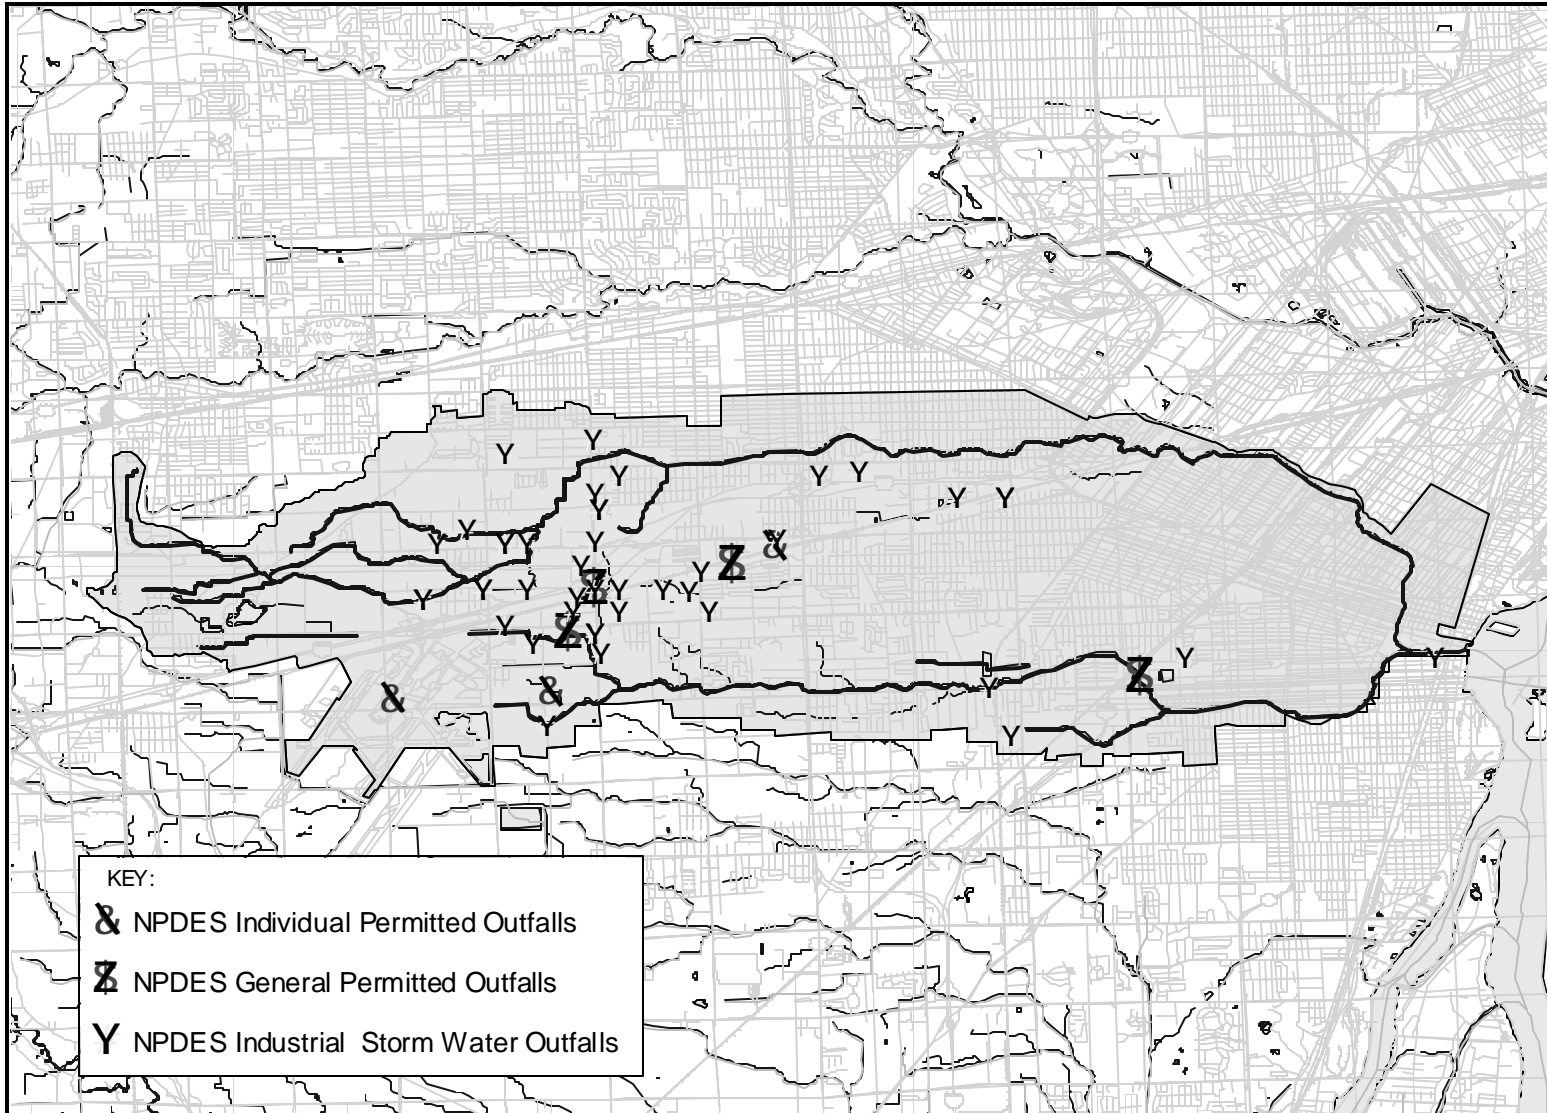 KEY:
& NPDES Individual Permitted Outfalls
Z NPDES General Permitted Outfalls
Y NPDES Industrial Storm Water Outfalls